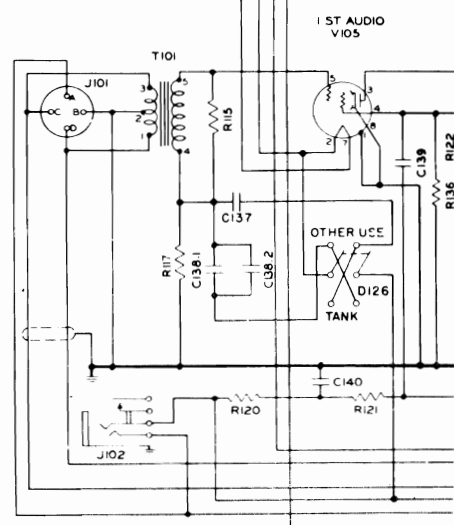 1 ST AUDIO
V105
T101
J101
3
5
A
C
B
D
2
1
4
R115
5
3
4
8
2
7
1
C139
R122
R136
C137
R117
C138.1
C138.2
OTHER USE
D126
TANK
C140
R120
R121
J102